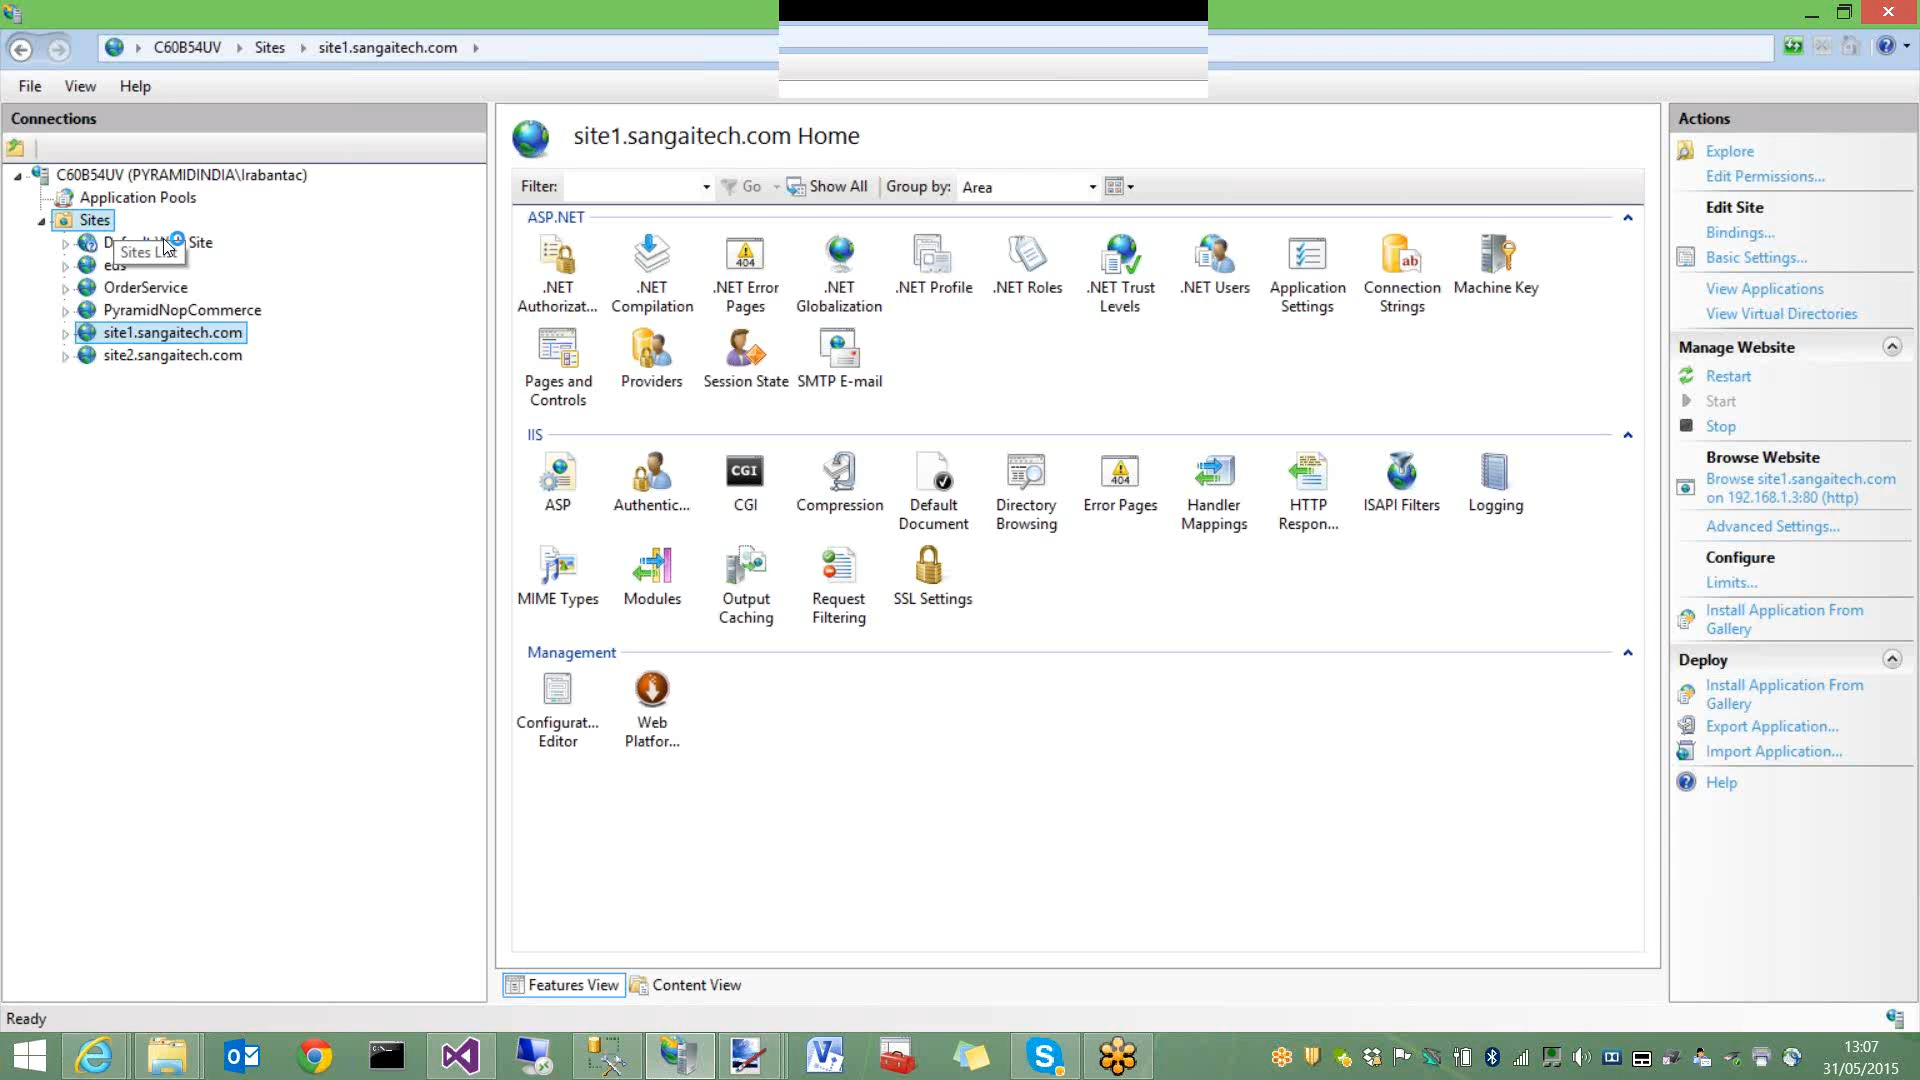 C60B54UV Sites site1.sangaitech.com
File View Help
Connections
C60B54UV (PYRAMIDINDIA\Irabantac)
Application Pools
Sites
Site
Sites
eds
OrderService
PyramidNopCommerce
site1.sangaitech.com
site2.sangaitech.com
site1.sangaitech.com Home
Filter: Go Show All Group by: Area
ASP.NET
.NET Authorizat...
.NET Compilation
.NET Error Pages
.NET Globalization
.NET Profile
.NET Roles
.NET Trust Levels
.NET Users
Application Settings
Connection Strings
Machine Key
Pages and Controls
Providers
Session State
SMTP E-mail
IIS
ASP
Authentic...
CGI
Compression
Default Document
Directory Browsing
Error Pages
Handler Mappings
HTTP Respon...
ISAPI Filters
Logging
MIME Types
Modules
Output Caching
Request Filtering
SSL Settings
Management
Configurat... Editor
Web Platfor...
Features View Content View
Actions
Explore
Edit Permissions...
Edit Site
Bindings...
Basic Settings...
View Applications
View Virtual Directories
Manage Website
Restart
Start
Stop
Browse Website
Browse site1.sangaitech.com
on 192.168.1.3:80 (http)
Advanced Settings...
Configure
Limits...
Install Application From
Gallery
Deploy
Install Application From
Gallery
Export Application...
Import Application...
Help
Ready
13:07
31/05/2015